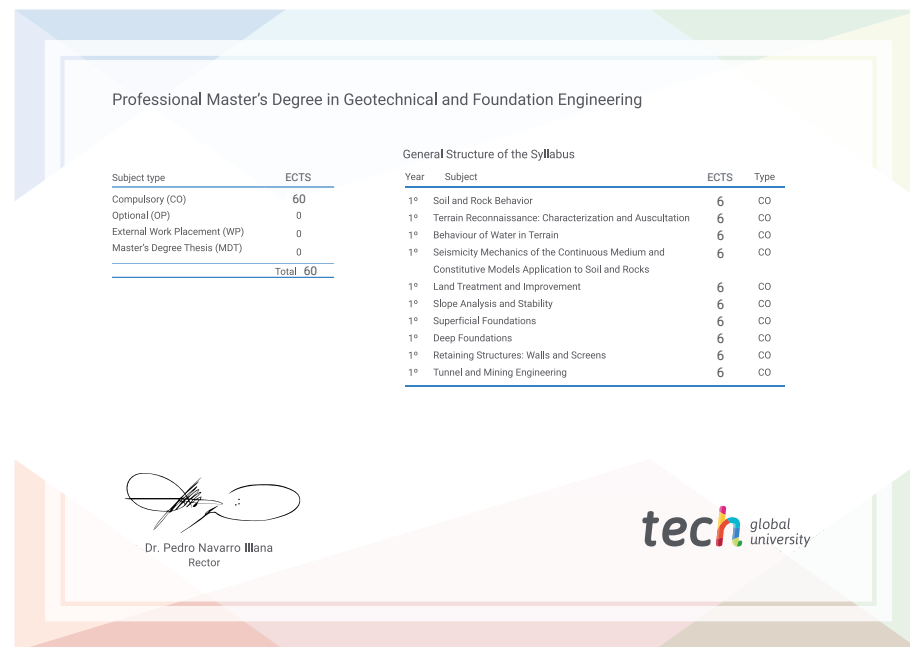 Professional Master's Degree in Geotechnical and Foundation Engineering
Subject type ECTS
Compulsory (CO) 60
Optional (OP) 0
External Work Placement (WP) 0
Master's Degree Thesis (MDT) 0
Total 60
General Structure of the Syllabus
Year Subject ECTS Type
1º Soil and Rock Behavior 6 CO
1º Terrain Reconnaissance: Characterization and Auscultation 6 CO
1º Behaviour of Water in Terrain 6 CO
1º Seismicity Mechanics of the Continuous Medium and 6 CO
Constitutive Models Application to Soil and Rocks
1º Land Treatment and Improvement 6 CO
1º Slope Analysis and Stability 6 CO
1º Superficial Foundations 6 CO
1º Deep Foundations 6 CO
1º Retaining Structures: Walls and Screens 6 CO
1º Tunnel and Mining Engineering 6 CO
Dr. Pedro Navarro Illana
Rector
tech global
university